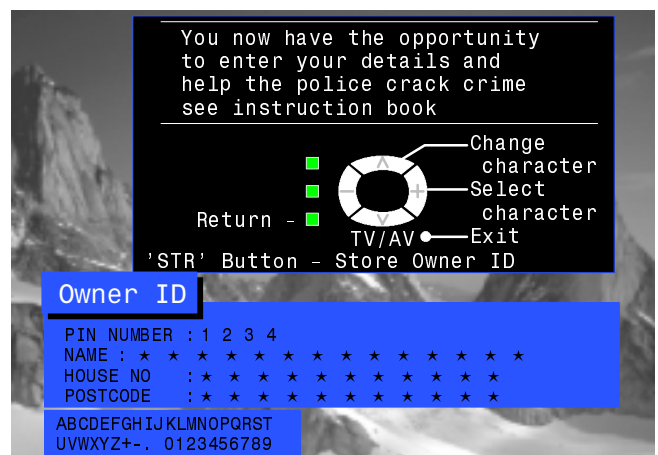 You now have the opportunity
to enter your details and
help the police crack crime
see instruction book
Change
character
Select
character
Return –
TV/AV
Exit
'STR' Button – Store Owner ID
Owner ID
PIN NUMBER : 1 2 3 4
NAME : ★ ★ ★ ★ ★ ★ ★ ★ ★ ★ ★ ★ ★ ★
HOUSE NO : ★ ★ ★ ★ ★ ★ ★ ★ ★ ★ ★
POSTCODE : ★ ★ ★ ★ ★ ★ ★ ★ ★ ★ ★
ABCDEFGHIJKLMNOPQRST
UVWXYZ+-. 0123456789